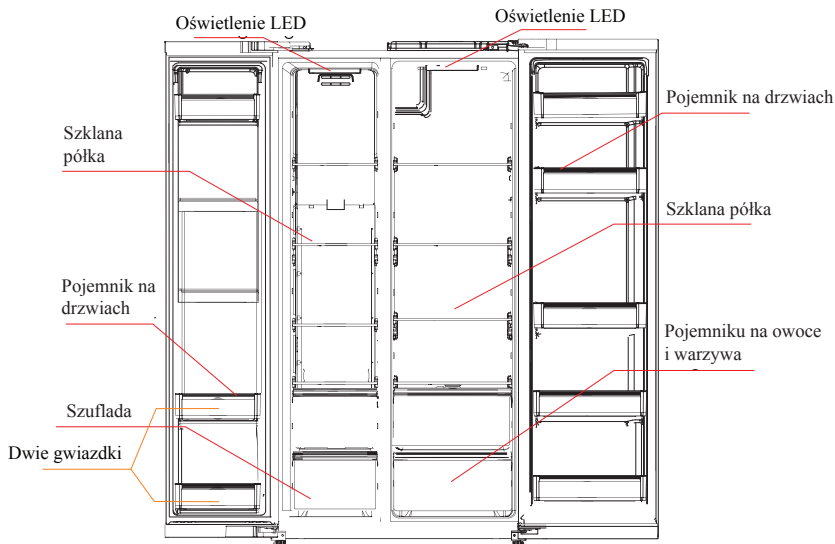 Oświetlenie LED
Oświetlenie LED
Pojemnik na drzwiach
Szklana
półka
Szklana półka
Pojemnik na
drzwiach
Pojemniku na owoce
i warzywa
Szuflada
Dwie gwiazdki